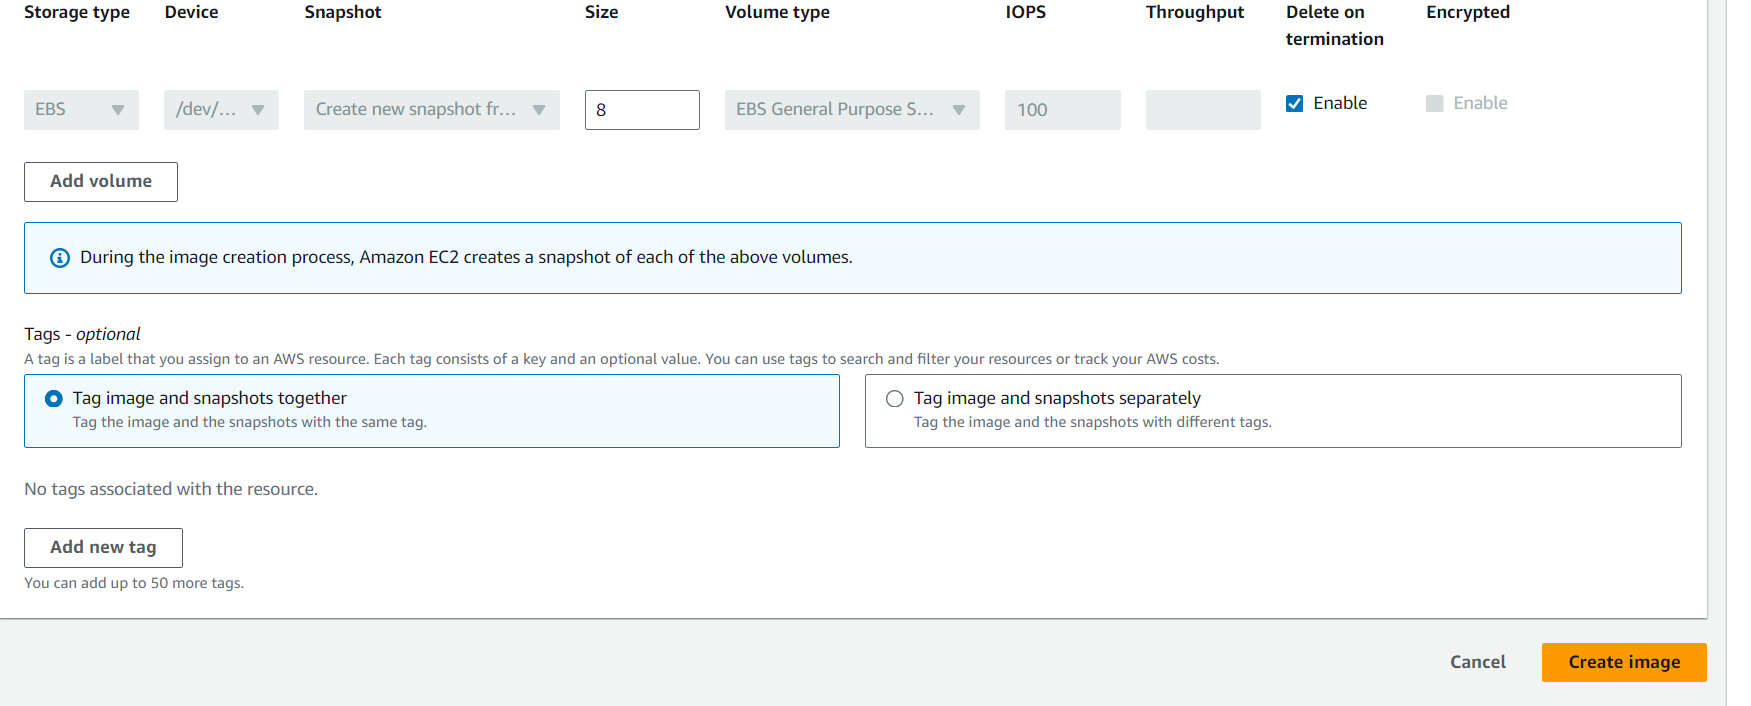 Storage type Device Snapshot Size Volume type IOPS Throughput Delete on termination Encrypted
EBS /dev/... Create new snapshot fr... 8 EBS General Purpose S... 100 Enable Enable
Add volume
During the image creation process, Amazon EC2 creates a snapshot of each of the above volumes.
Tags - optional
A tag is a label that you assign to an AWS resource. Each tag consists of a key and an optional value. You can use tags to search and filter your resources or track your AWS costs.
Tag image and snapshots together
Tag the image and the snapshots with the same tag.
Tag image and snapshots separately
Tag the image and the snapshots with different tags.
No tags associated with the resource.
Add new tag
You can add up to 50 more tags.
Cancel Create image